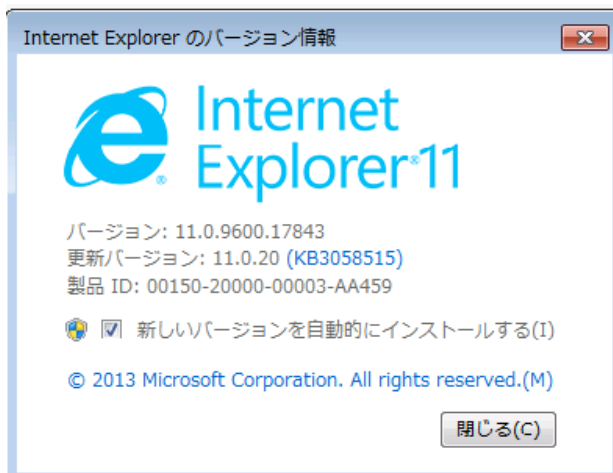 Internet Explorer のバージョン情報
Internet
Explorer®11
バージョン: 11.0.9600.17843
更新バージョン: 11.0.20 (KB3058515)
製品 ID: 00150-20000-00003-AA459
新しいバージョンを自動的にインストールする(I)
© 2013 Microsoft Corporation. All rights reserved.(M)
閉じる(C)